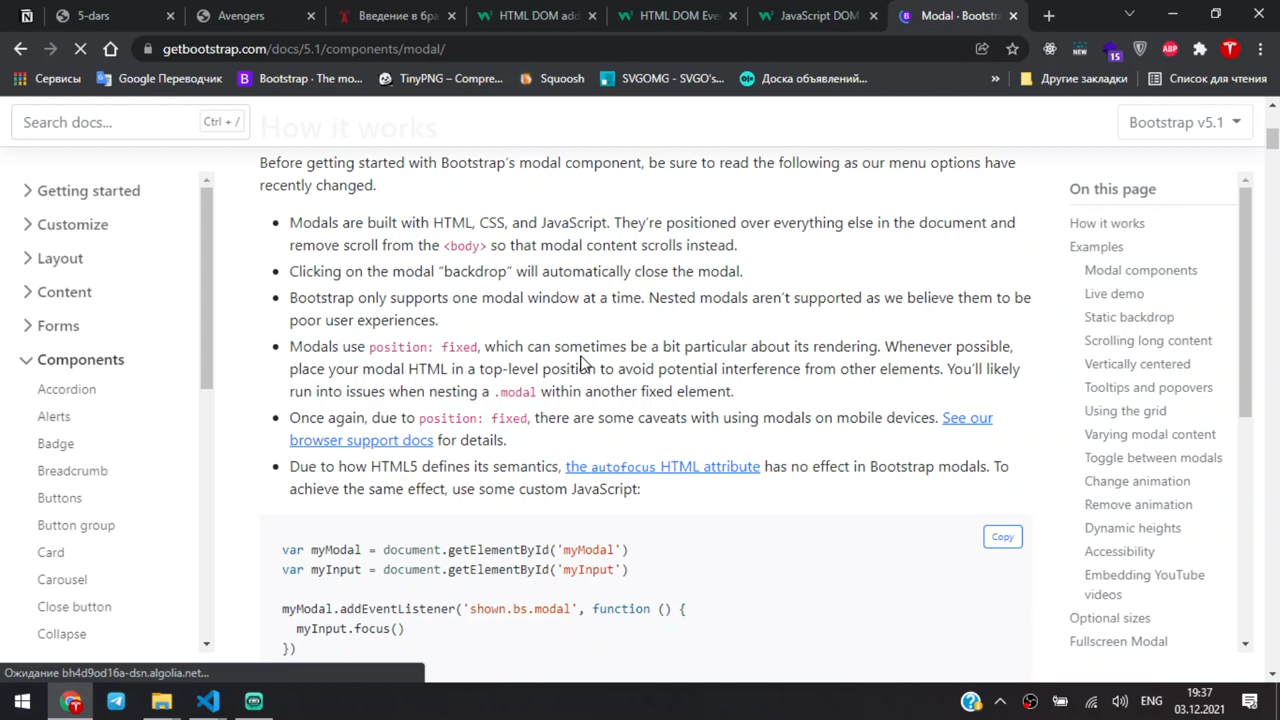 5-dars
Avengers
Введение в бра
HTML DOM add
HTML DOM Eve
JavaScript DOM
Modal · Bootstra
getbootstrap.com/docs/5.1/components/modal/
NEW
15
ABP
Сервисы
Google Переводчик
Bootstrap · The mo...
TinyPNG – Compre...
Squoosh
SVGOMG - SVGO's...
Доска объявлений...
»
Другие закладки
Список для чтения
Search docs...
Ctrl + /
How it works
Bootstrap v5.1
Before getting started with Bootstrap's modal component, be sure to read the following as our menu options have
recently changed.
Modals are built with HTML, CSS, and JavaScript. They're positioned over everything else in the document and
remove scroll from the <body> so that modal content scrolls instead.
Clicking on the modal "backdrop" will automatically close the modal.
Bootstrap only supports one modal window at a time. Nested modals aren't supported as we believe them to be
poor user experiences.
Modals use position: fixed, which can sometimes be a bit particular about its rendering. Whenever possible,
place your modal HTML in a top-level position to avoid potential interference from other elements. You'll likely
run into issues when nesting a .modal within another fixed element.
Once again, due to position: fixed, there are some caveats with using modals on mobile devices. See our
browser support docs for details.
Due to how HTML5 defines its semantics, the autofocus HTML attribute has no effect in Bootstrap modals. To
achieve the same effect, use some custom JavaScript:
Copy
var myModal = document.getElementById('myModal')
var myInput = document.getElementById('myInput')
myModal.addEventListener('shown.bs.modal', function () {
myInput.focus()
})
Getting started
Customize
Layout
Content
Forms
Components
Accordion
Alerts
Badge
Breadcrumb
Buttons
Button group
Card
Carousel
Close button
Collapse
On this page
How it works
Examples
Modal components
Live demo
Static backdrop
Scrolling long content
Vertically centered
Tooltips and popovers
Using the grid
Varying modal content
Toggle between modals
Change animation
Remove animation
Dynamic heights
Accessibility
Embedding YouTube
videos
Optional sizes
Fullscreen Modal
Ожидание bh4d9od16a-dsn.algolia.net...
ENG
19:37
03.12.2021